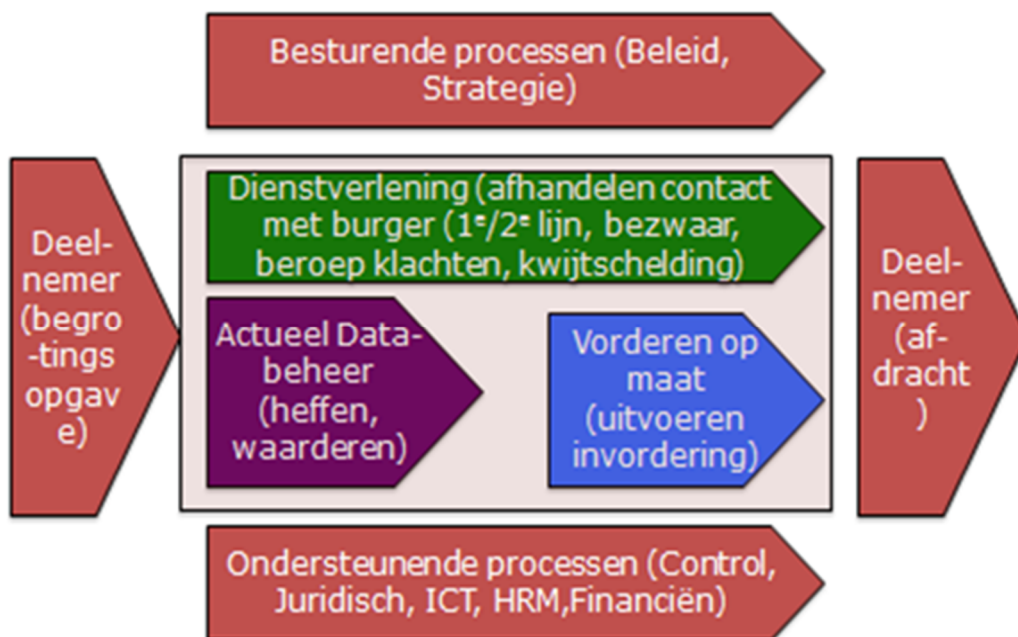 Besturende processen (Beleid,
Strategie)
Deel-
nemer
(begro
-tings
opgav
e)
Dienstverlening (afhandelen contact
met burger (1ᵉ/2ᵉ lijn, bezwaar,
beroep klachten, kwijtschelding)
Actueel Data-
beheer
(heffen,
waarderen)
Vorderen op
maat
(uitvoeren
invordering)
Deel-
nemer
(af-
dracht
)
Ondersteunende processen (Control,
Juridisch, ICT, HRM,Financiën)